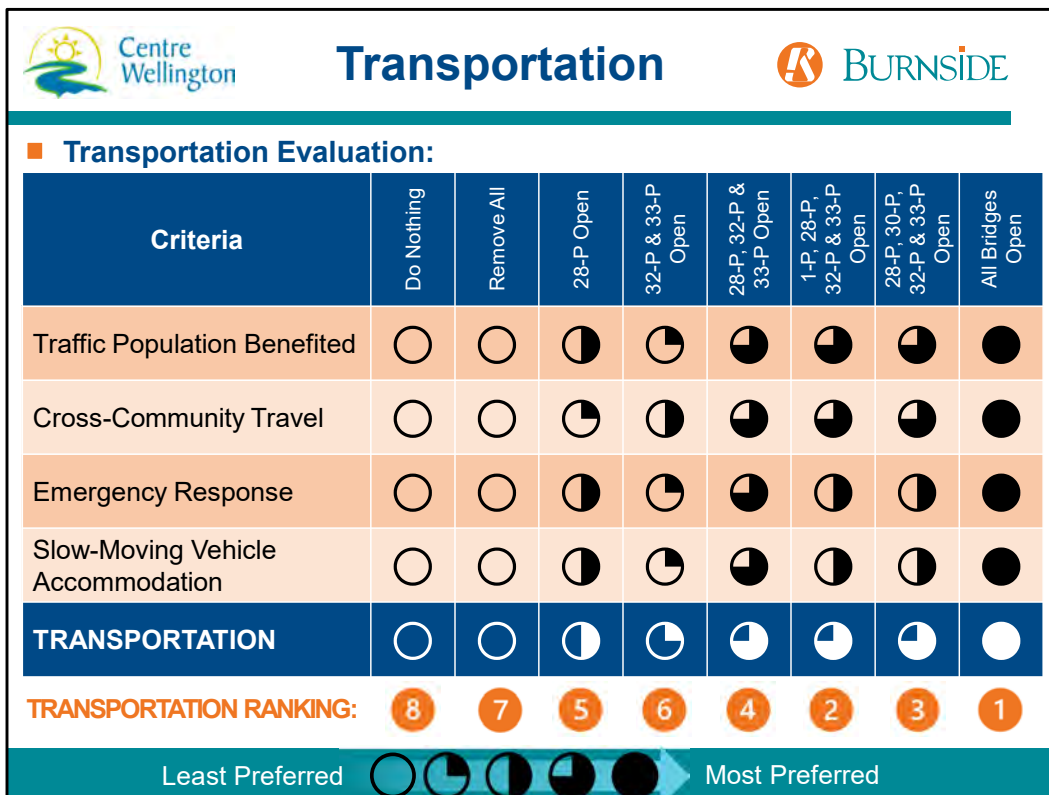 Centre
Wellington
Transportation
BURNSIDE
Transportation Evaluation:
Criteria
Do Nothing
Remove All
28-P Open
32-P & 33-P
Open
28-P, 32-P &
33-P Open
1-P, 28-P,
32-P & 33-P
Open
28-P, 30-P,
32-P & 33-P
Open
All Bridges
Open
Traffic Population Benefited
Cross-Community Travel
Emergency Response
Slow-Moving Vehicle
Accommodation
TRANSPORTATION
TRANSPORTATION RANKING: 8 7 5 6 4 2 3 1
Least Preferred Most Preferred